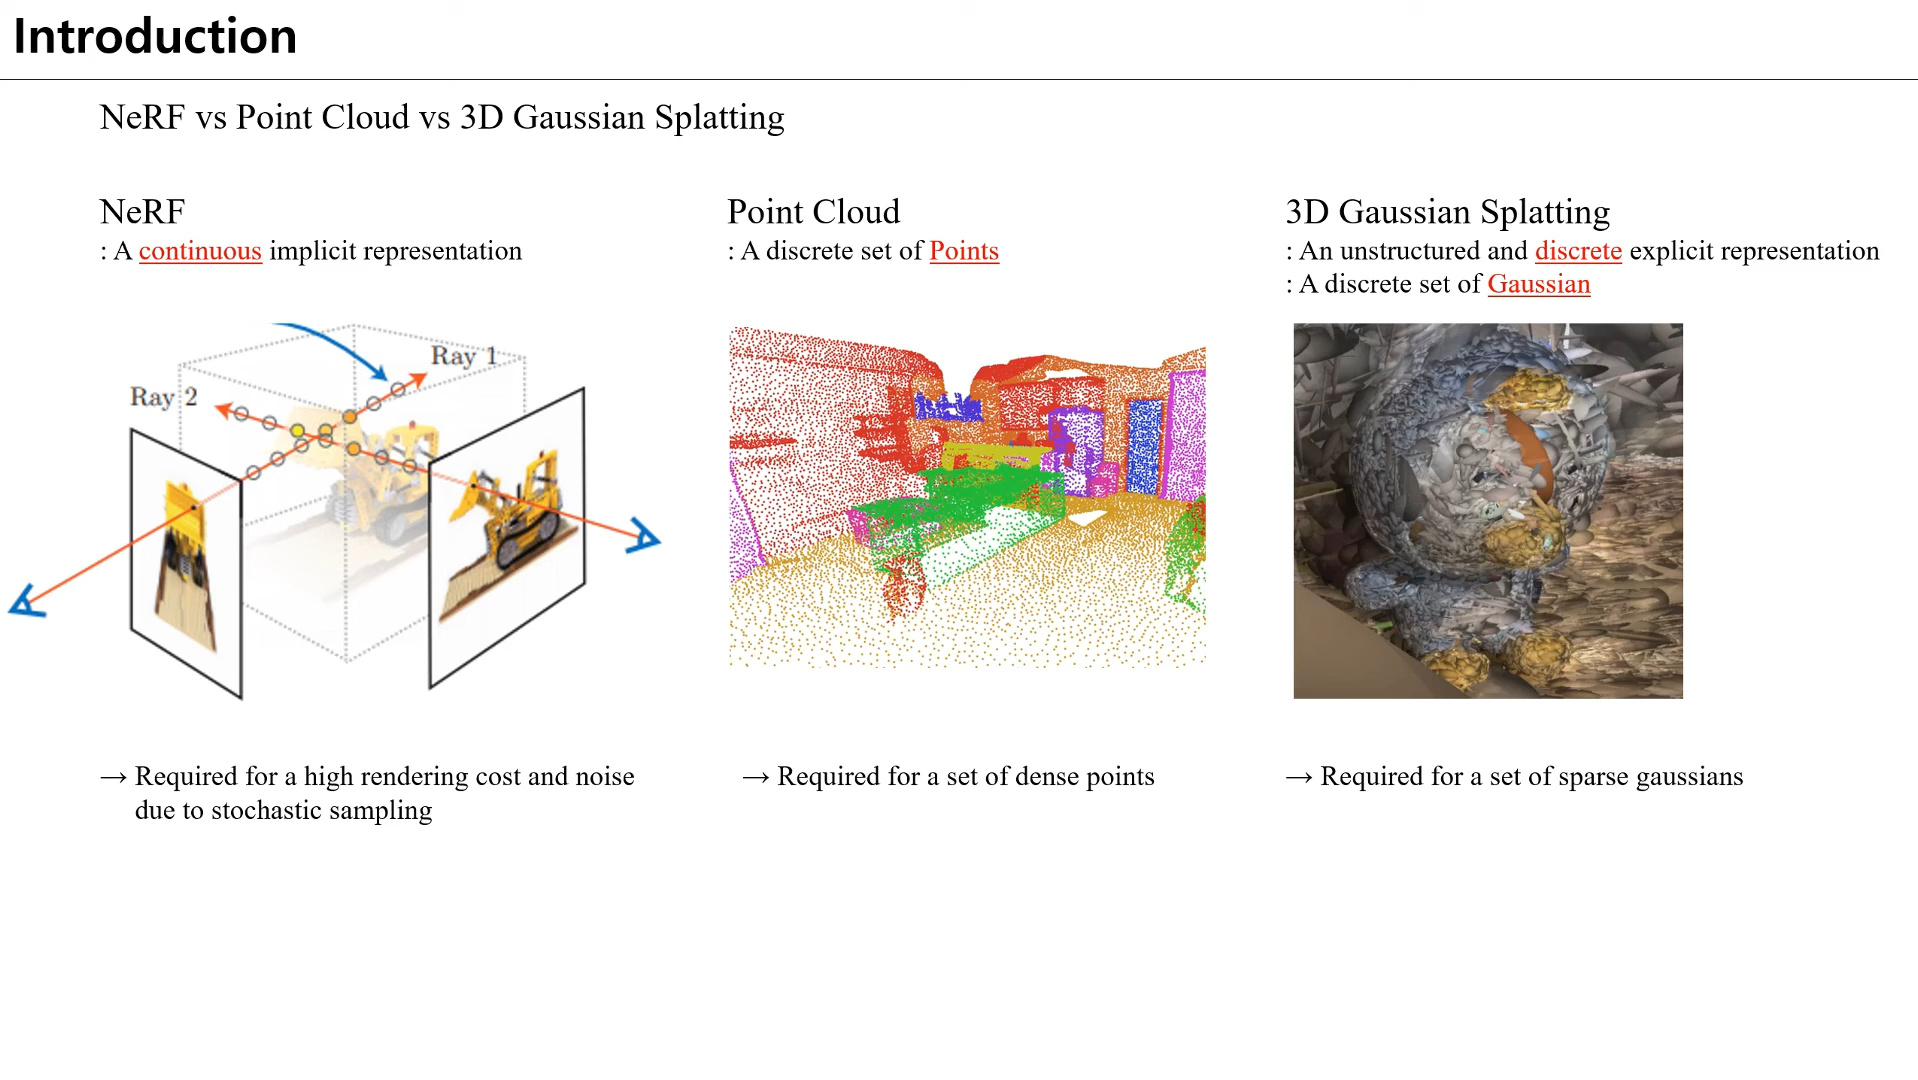 Introduction
NeRF vs Point Cloud vs 3D Gaussian Splatting
NeRF
: A continuous implicit representation
Ray 1
Ray 2
→ Required for a high rendering cost and noise
due to stochastic sampling
Point Cloud
: A discrete set of Points
→ Required for a set of dense points
3D Gaussian Splatting
: An unstructured and discrete explicit representation
: A discrete set of Gaussian
→ Required for a set of sparse gaussians